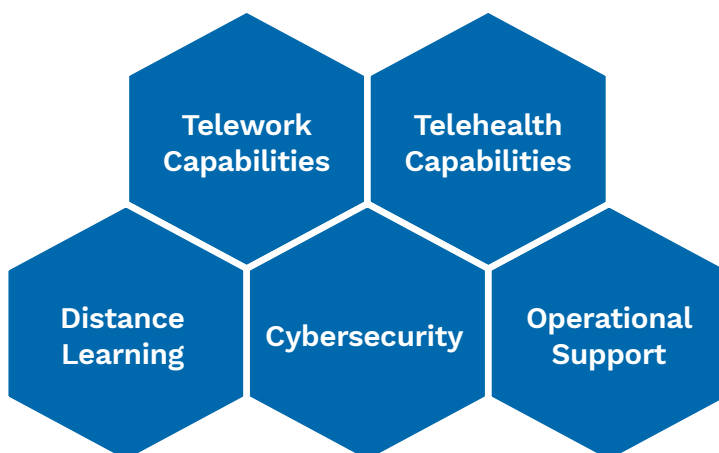 Telework
Capabilities
Telehealth
Capabilities
Distance
Learning
Cybersecurity
Operational
Support